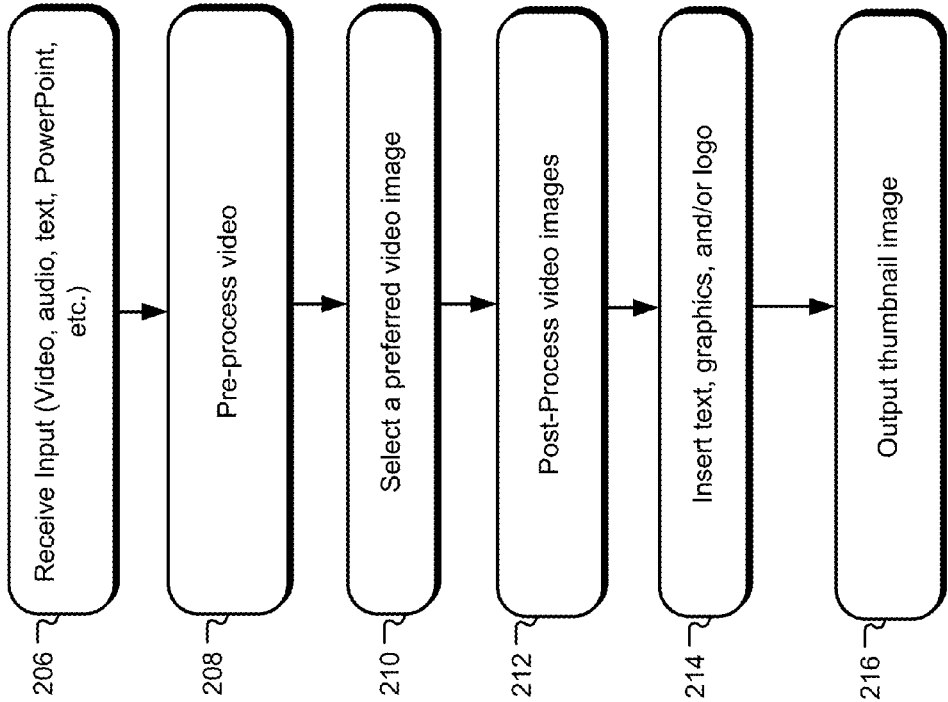 206
Receive Input (Video, audio, text, PowerPoint,
etc.)
208
Pre-process video
210
Select a preferred video image
212
Post-Process video images
214
Insert text, graphics, and/or logo
216
Output thumbnail image